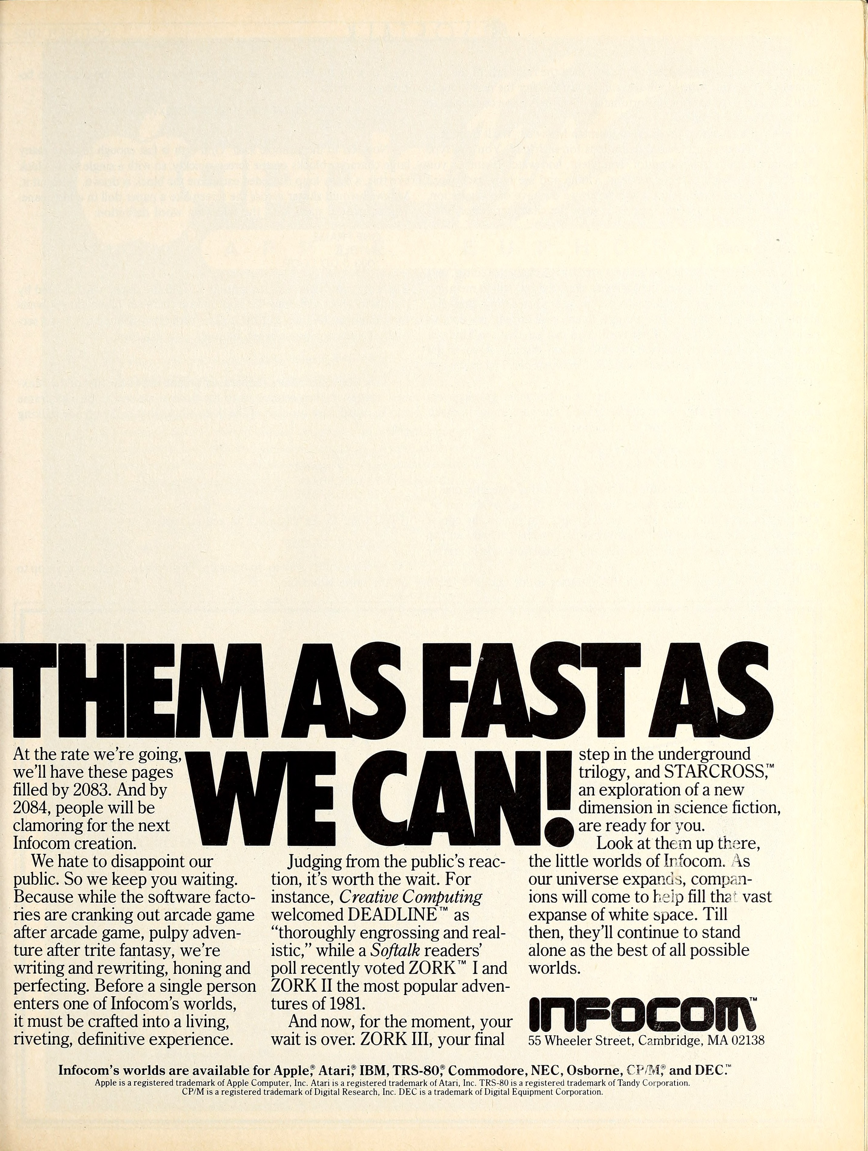 THEM AS FAST AS
WE CAN!
At the rate we're going,
we'll have these pages
filled by 2083. And by
2084, people will be
clamoring for the next
Infocom creation.
We hate to disappoint our
public. So we keep you waiting.
Because while the software facto-
ries are cranking out arcade game
after arcade game, pulpy adven-
ture after trite fantasy, we're
writing and rewriting, honing and
perfecting. Before a single person
enters one of Infocom's worlds,
it must be crafted into a living,
riveting, definitive experience.
Judging from the public's reac-
tion, it's worth the wait. For
instance, Creative Computing
welcomed DEADLINE™ as
"thoroughly engrossing and real-
istic," while a Softalk readers'
poll recently voted ZORK™ I and
ZORK II the most popular adven-
tures of 1981.
And now, for the moment, your
wait is over. ZORK III, your final
step in the underground
trilogy, and STARCROSS,™
an exploration of a new
dimension in science fiction,
are ready for you.
Look at them up there,
the little worlds of Infocom. As
our universe expands, compan-
ions will come to help fill that vast
expanse of white space. Till
then, they'll continue to stand
alone as the best of all possible
worlds.
INFOCOM™
55 Wheeler Street, Cambridge, MA 02138
Infocom's worlds are available for Apple,® Atari,® IBM, TRS-80,® Commodore, NEC, Osborne, CP/M,® and DEC.™
Apple is a registered trademark of Apple Computer, Inc. Atari is a registered trademark of Atari, Inc. TRS-80 is a registered trademark of Tandy Corporation.
CP/M is a registered trademark of Digital Research, Inc. DEC is a trademark of Digital Equipment Corporation.